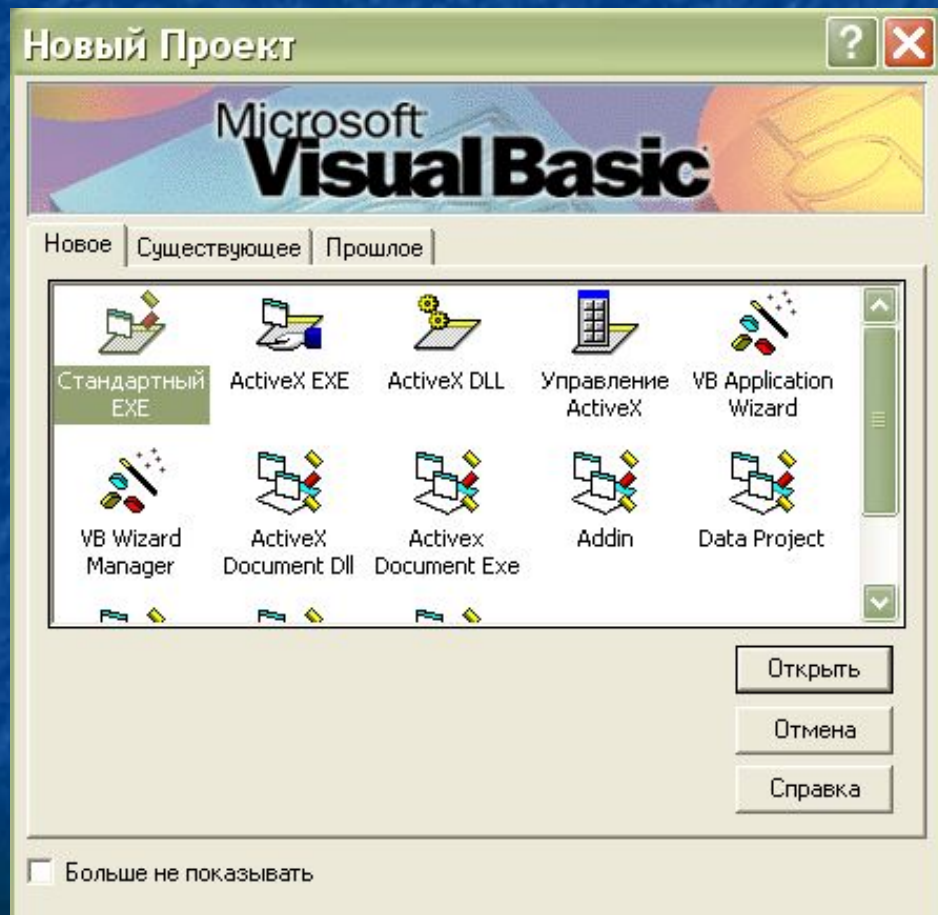 Новый Проект
Microsoft
Visual Basic
Новое Существующее Прошлое
Стандартный EXE
ActiveX EXE
ActiveX DLL
Управление ActiveX
VB Application Wizard
VB Wizard Manager
ActiveX Document Dll
Activex Document Exe
Addin
Data Project
Открыть
Отмена
Справка
Больше не показывать